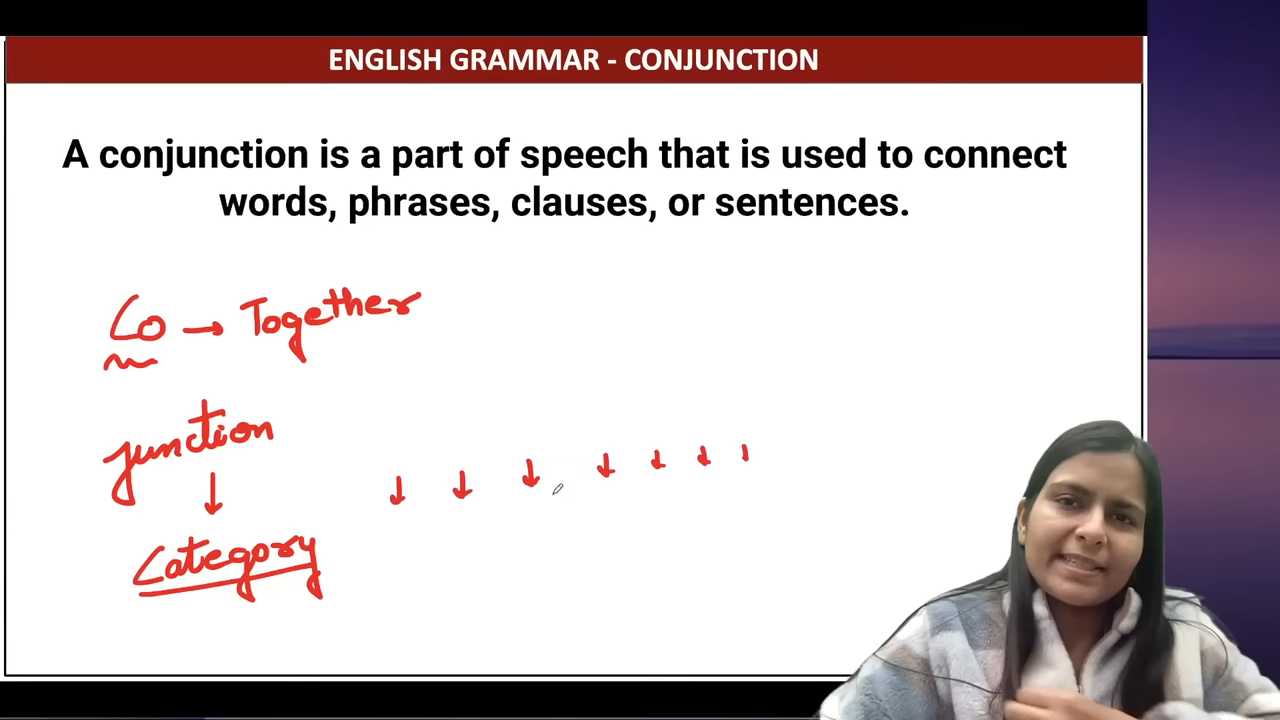 ENGLISH GRAMMAR - CONJUNCTION
A conjunction is a part of speech that is used to connect
words, phrases, clauses, or sentences.
Co → Together
junction
↓
↓ ↓ ↓ ↓ ↓ ↓ ↓
Category